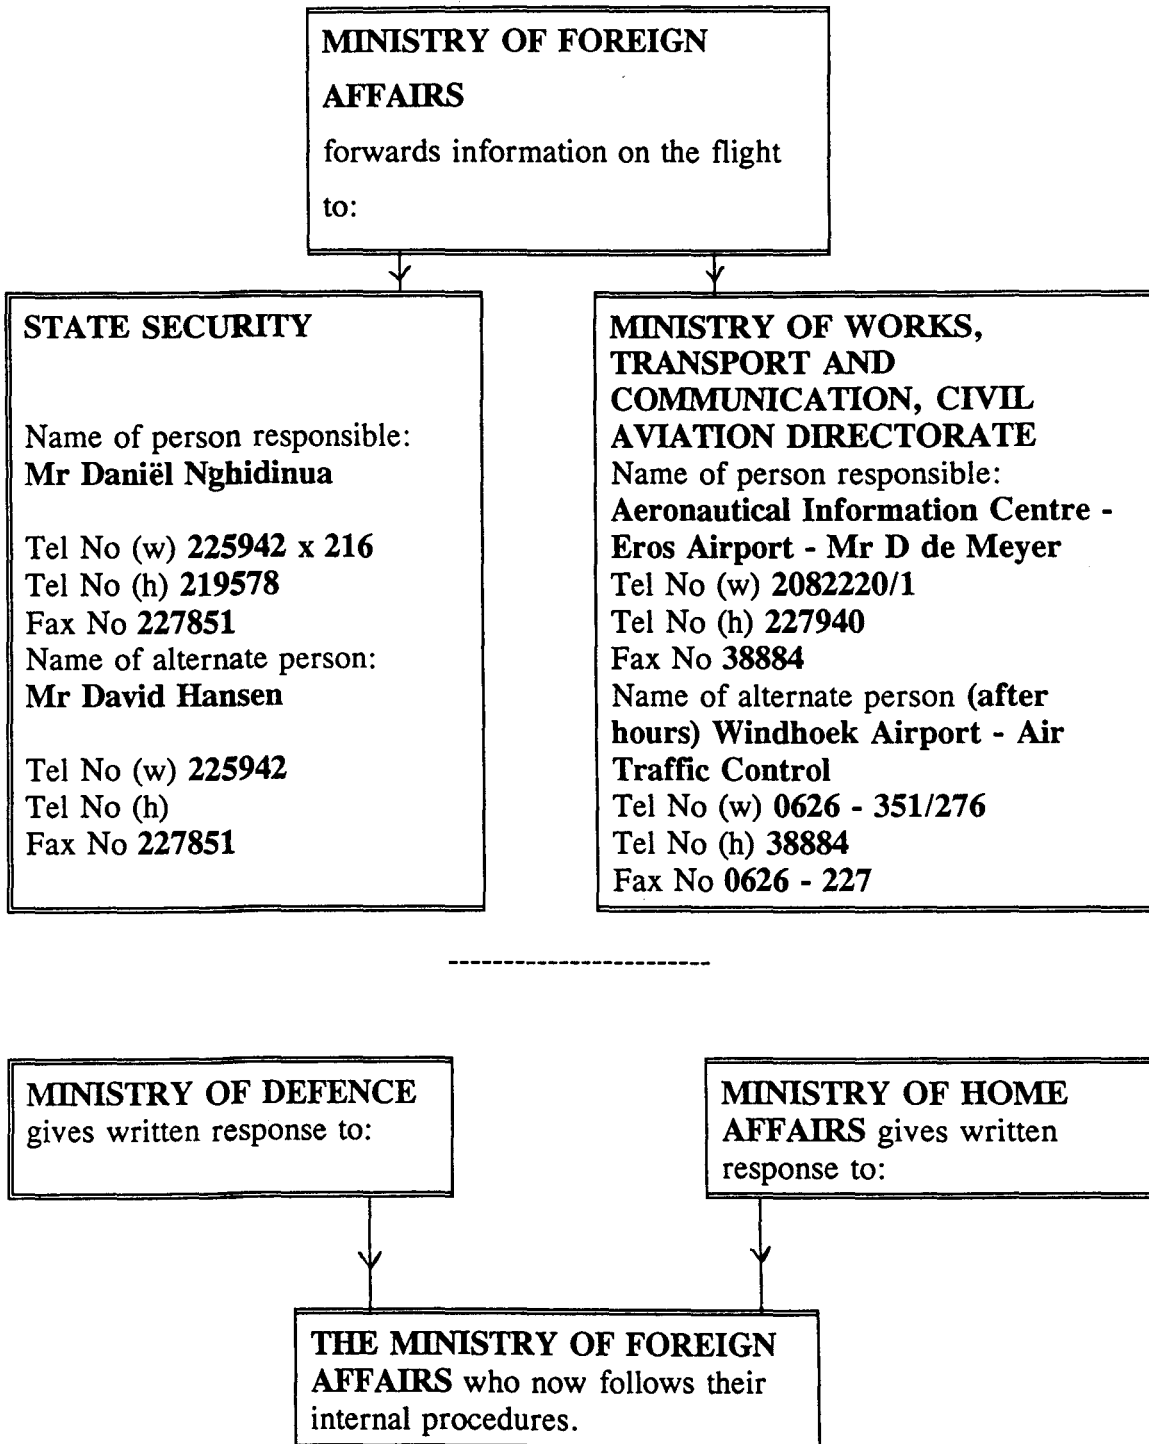 MINISTRY OF FOREIGN
AFFAIRS
forwards information on the flight
to:
STATE SECURITY
Name of person responsible:
Mr Daniël Nghidinua
Tel No (w) 225942 x 216
Tel No (h) 219578
Fax No 227851
Name of alternate person:
Mr David Hansen
Tel No (w) 225942
Tel No (h)
Fax No 227851
MINISTRY OF WORKS,
TRANSPORT AND
COMMUNICATION, CIVIL
AVIATION DIRECTORATE
Name of person responsible:
Aeronautical Information Centre -
Eros Airport - Mr D de Meyer
Tel No (w) 2082220/1
Tel No (h) 227940
Fax No 38884
Name of alternate person (after
hours) Windhoek Airport - Air
Traffic Control
Tel No (w) 0626 - 351/276
Tel No (h) 38884
Fax No 0626 - 227
------------------------
MINISTRY OF DEFENCE
gives written response to:
MINISTRY OF HOME
AFFAIRS gives written
response to:
THE MINISTRY OF FOREIGN
AFFAIRS who now follows their
internal procedures.